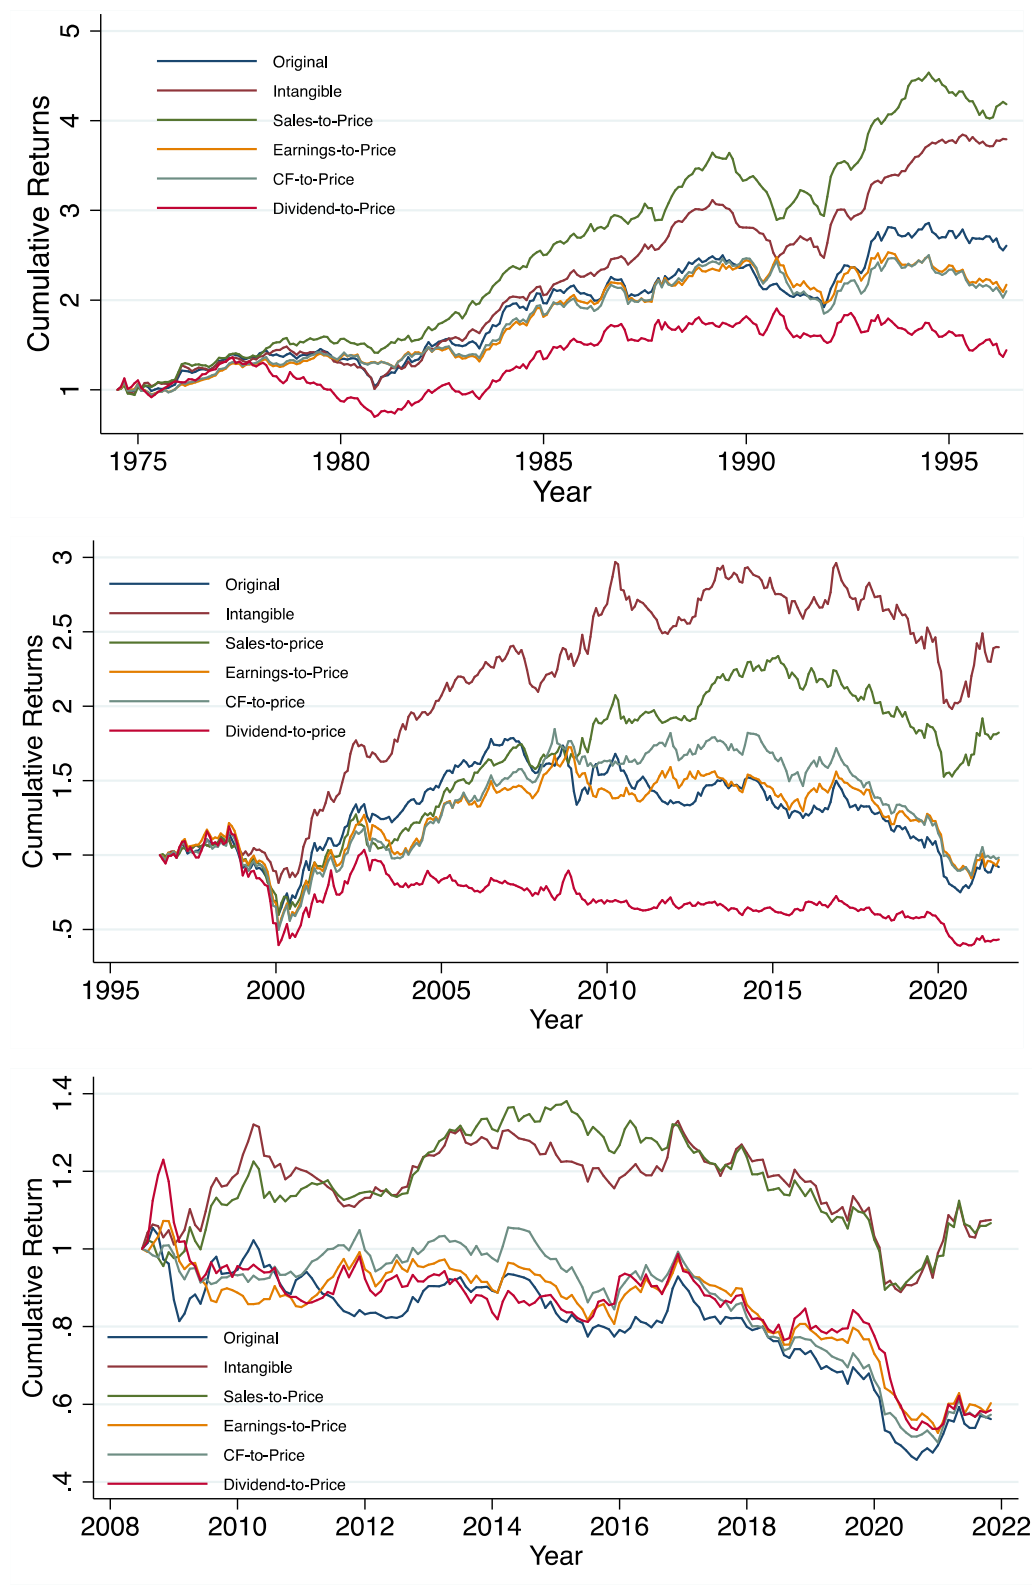 Cumulative Returns
5
4
3
2
1
Original
Intangible
Sales-to-Price
Earnings-to-Price
CF-to-Price
Dividend-to-Price
1975 1980 1985 1990 1995
Year
Cumulative Returns
3
2.5
2
1.5
1
.5
Original
Intangible
Sales-to-price
Earnings-to-Price
CF-to-price
Dividend-to-price
1995 2000 2005 2010 2015 2020
Year
Cumulative Return
1.4
1.2
1
.8
.6
.4
Original
Intangible
Sales-to-Price
Earnings-to-Price
CF-to-Price
Dividend-to-Price
2008 2010 2012 2014 2016 2018 2020 2022
Year